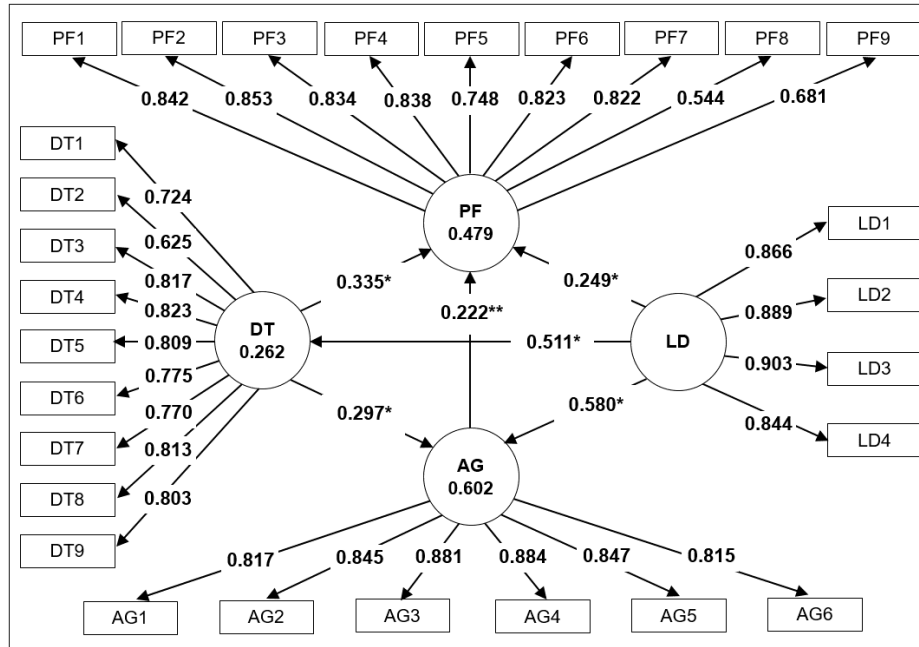 PF1 PF2 PF3 PF4 PF5 PF6 PF7 PF8 PF9
0.842 0.853 0.834 0.838 0.748 0.823 0.822 0.544 0.681
DT1
DT2
DT3
DT4
DT5
DT6
DT7
DT8
DT9
0.724
0.625
0.817
0.823
0.809
0.775
0.770
0.813
0.803
PF
0.479
0.335*
0.249*
0.222**
DT
0.262
0.511*
LD
0.297*
0.580*
AG
0.602
0.866
0.889
0.903
0.844
LD1
LD2
LD3
LD4
0.817 0.845 0.881 0.884 0.847 0.815
AG1 AG2 AG3 AG4 AG5 AG6